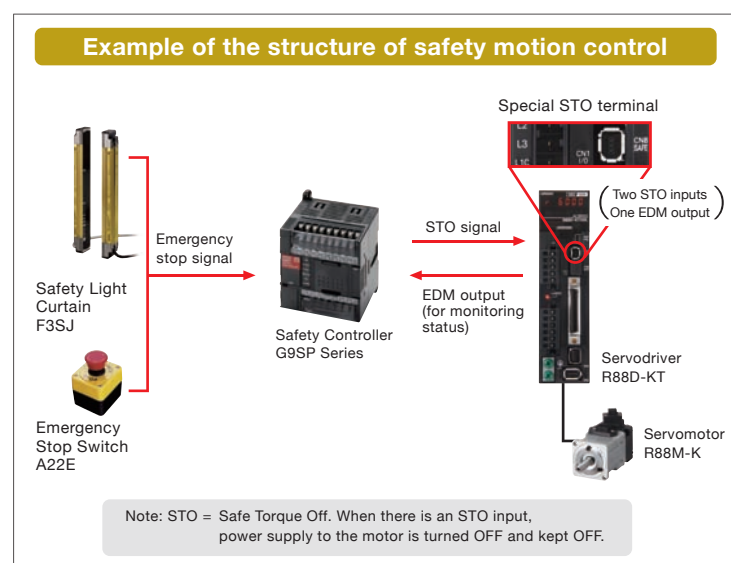 Example of the structure of safety motion control
Special STO terminal
L2
L3
L1C
CN1
I/O
CN8
SAFE
(Two STO inputs
One EDM output)
Emergency
stop signal
STO signal
EDM output
(for monitoring
status)
Safety Light
Curtain
F3SJ
Safety Controller
G9SP Series
Servodriver
R88D-KT
Emergency
Stop Switch
A22E
Servomotor
R88M-K
Note: STO = Safe Torque Off. When there is an STO input,
power supply to the motor is turned OFF and kept OFF.